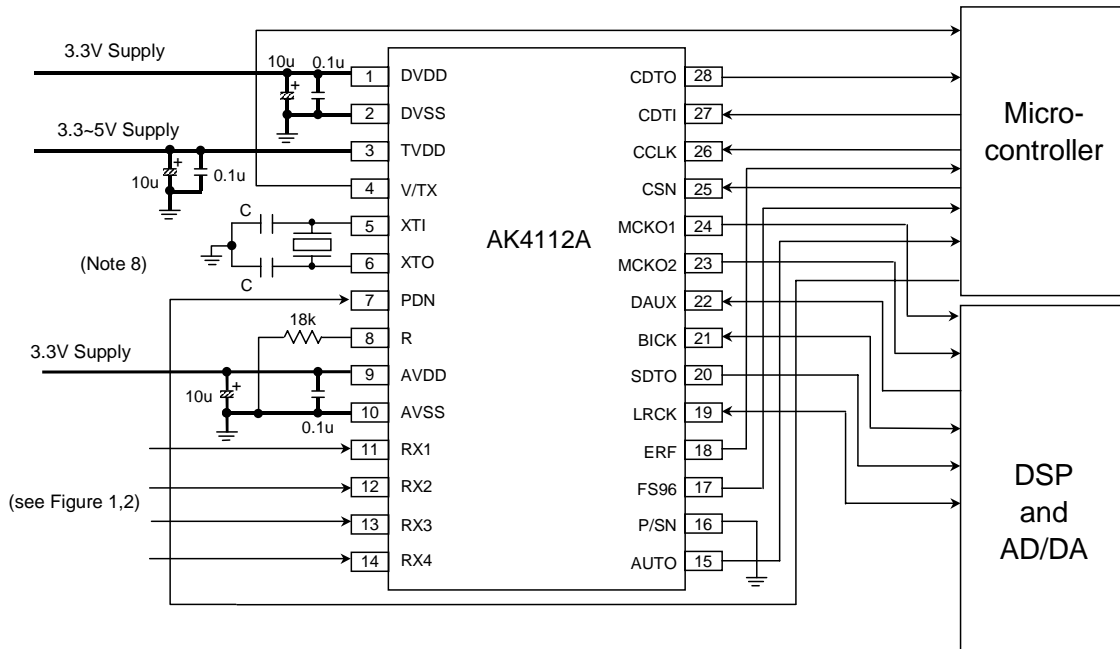 3.3V Supply
10u
+
0.1u
1 DVDD
2 DVSS
3.3~5V Supply
3 TVDD
10u
+
0.1u
4 V/TX
C
5 XTI
(Note 8)
6 XTO
C
7 PDN
18k
8 R
3.3V Supply
9 AVDD
10u
+
10 AVSS
0.1u
11 RX1
12 RX2
(see Figure 1,2)
13 RX3
14 RX4
AK4112A
CDTO 28
CDTI 27
CCLK 26
CSN 25
MCKO1 24
MCKO2 23
DAUX 22
BICK 21
SDTO 20
LRCK 19
ERF 18
FS96 17
P/SN 16
AUTO 15
Micro-
controller
DSP
and
AD/DA